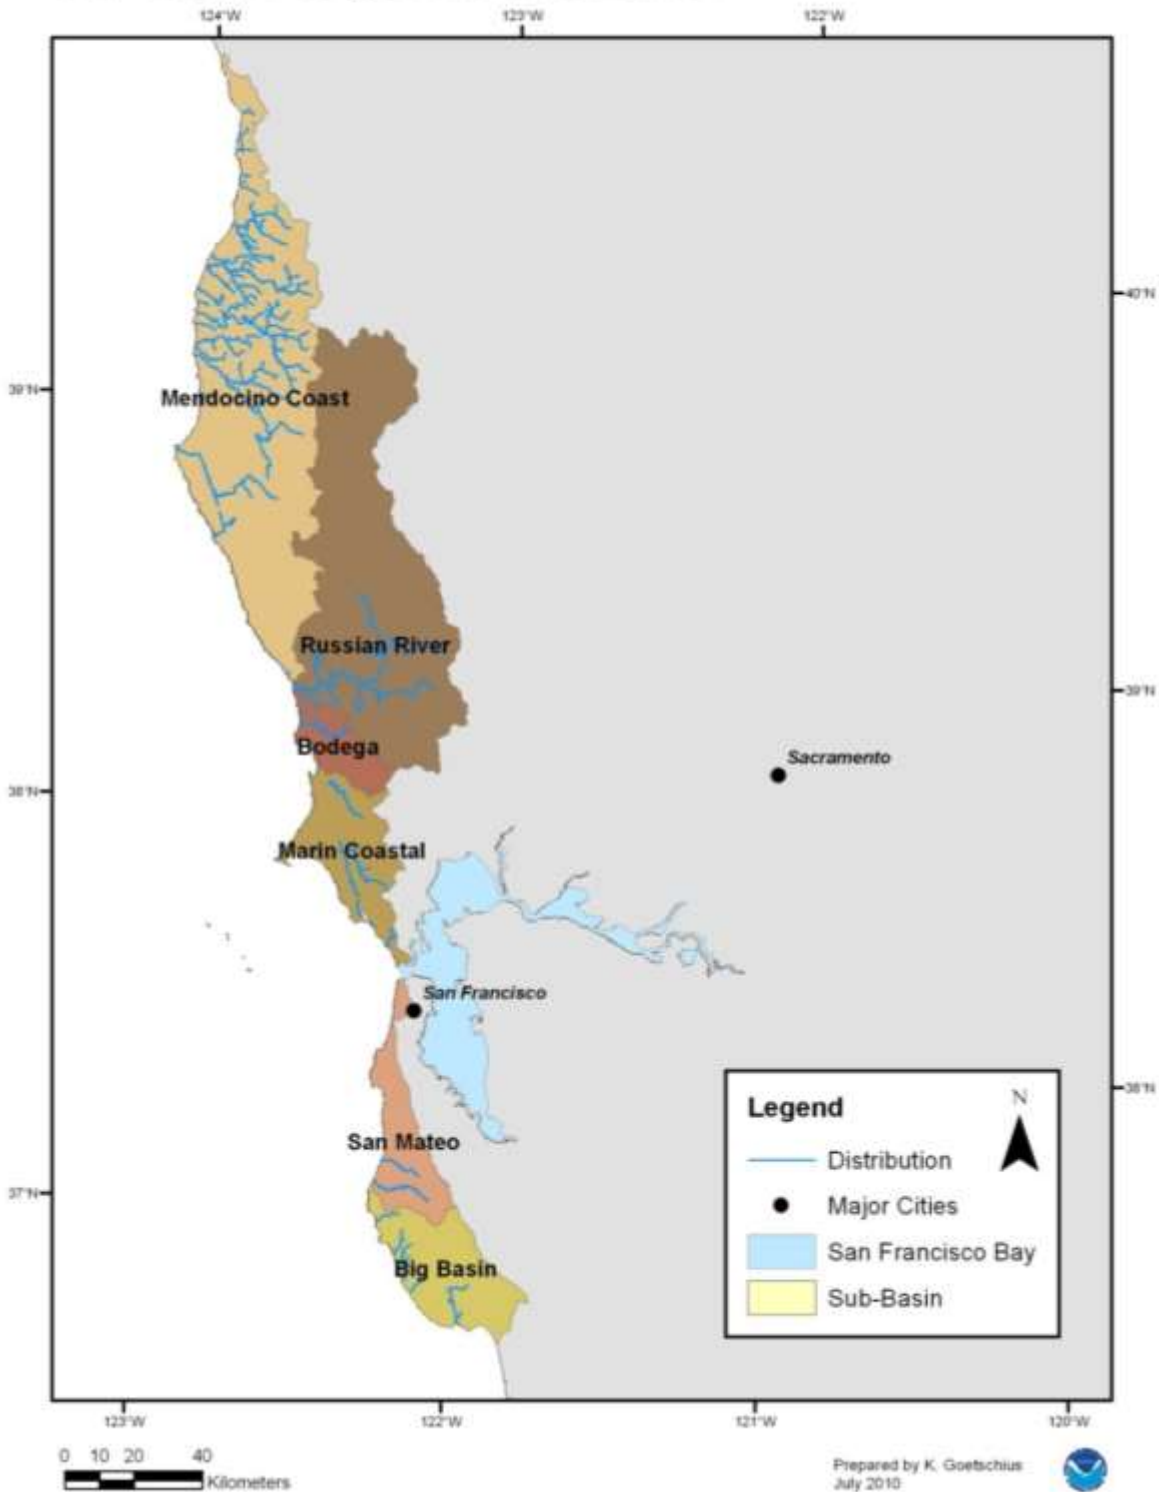 124°W 123°W 122°W
40°N
39°N
Mendocino Coast
Russian River
39°N
Bodega
Sacramento
38°N
Marin Coastal
San Francisco
38°N
Legend
N
San Mateo
Distribution
37°N
Major Cities
San Francisco Bay
Big Basin
Sub-Basin
123°W 122°W 121°W 120°W
0 10 20 40
Kilometers
Prepared by K. Goetschius
July 2010